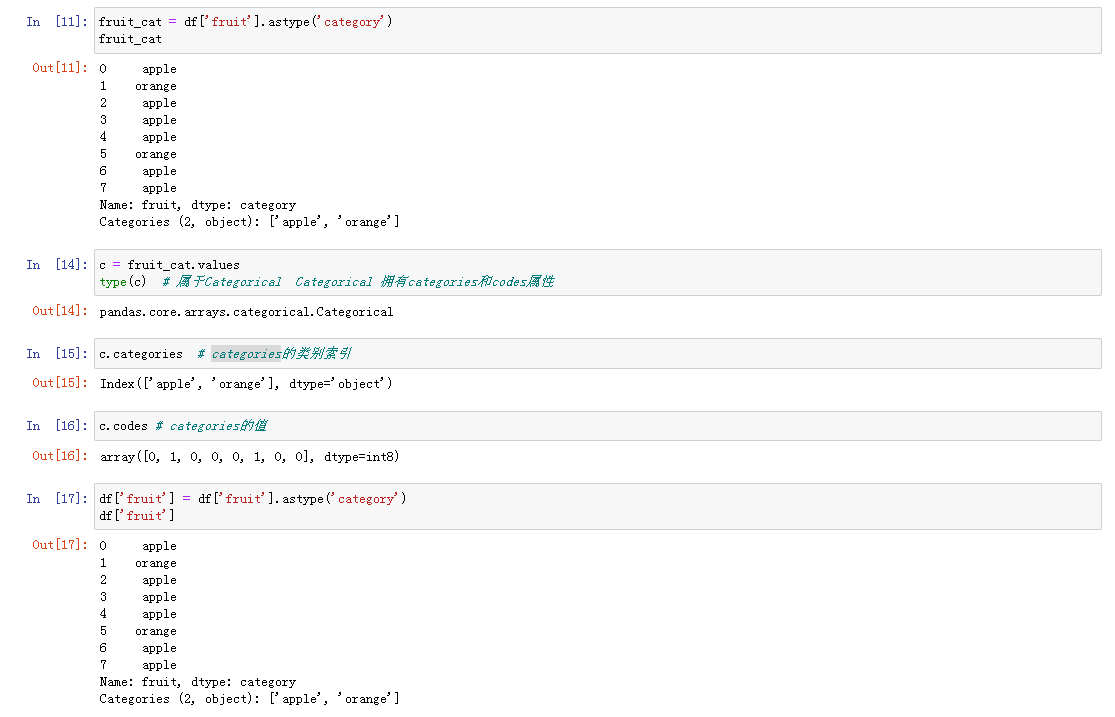 In [11]: fruit_cat = df['fruit'].astype('category')
fruit_cat
Out[11]: 0 apple
1 orange
2 apple
3 apple
4 apple
5 orange
6 apple
7 apple
Name: fruit, dtype: category
Categories (2, object): ['apple', 'orange']
In [14]: c = fruit_cat.values
type(c) # 属于Categorical Categorical 拥有categories和codes属性
Out[14]: pandas.core.arrays.categorical.Categorical
In [15]: c.categories # categories的类别索引
Out[15]: Index(['apple', 'orange'], dtype='object')
In [16]: c.codes # categories的值
Out[16]: array([0, 1, 0, 0, 0, 1, 0, 0], dtype=int8)
In [17]: df['fruit'] = df['fruit'].astype('category')
df['fruit']
Out[17]: 0 apple
1 orange
2 apple
3 apple
4 apple
5 orange
6 apple
7 apple
Name: fruit, dtype: category
Categories (2, object): ['apple', 'orange']